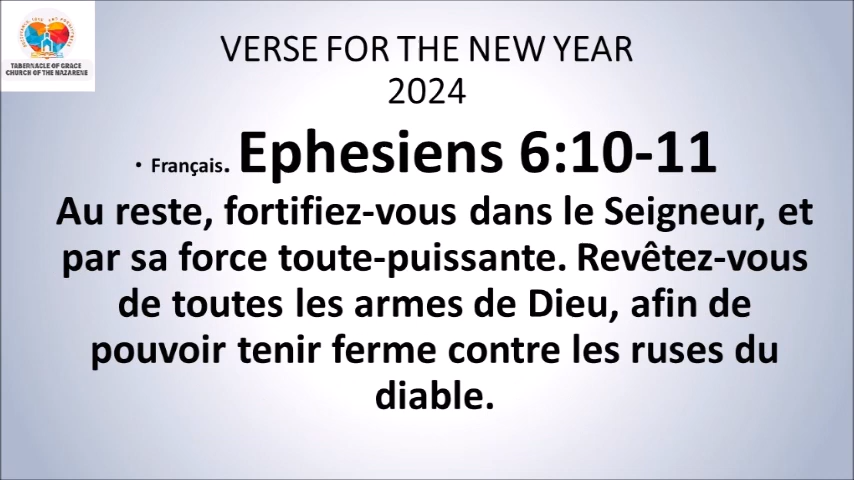 TABERNACLE OF GRACE
CHURCH OF THE NAZARENE
VERSE FOR THE NEW YEAR
2024
• Français. Ephesiens 6:10-11
Au reste, fortifiez-vous dans le Seigneur, et
par sa force toute-puissante. Revêtez-vous
de toutes les armes de Dieu, afin de
pouvoir tenir ferme contre les ruses du
diable.